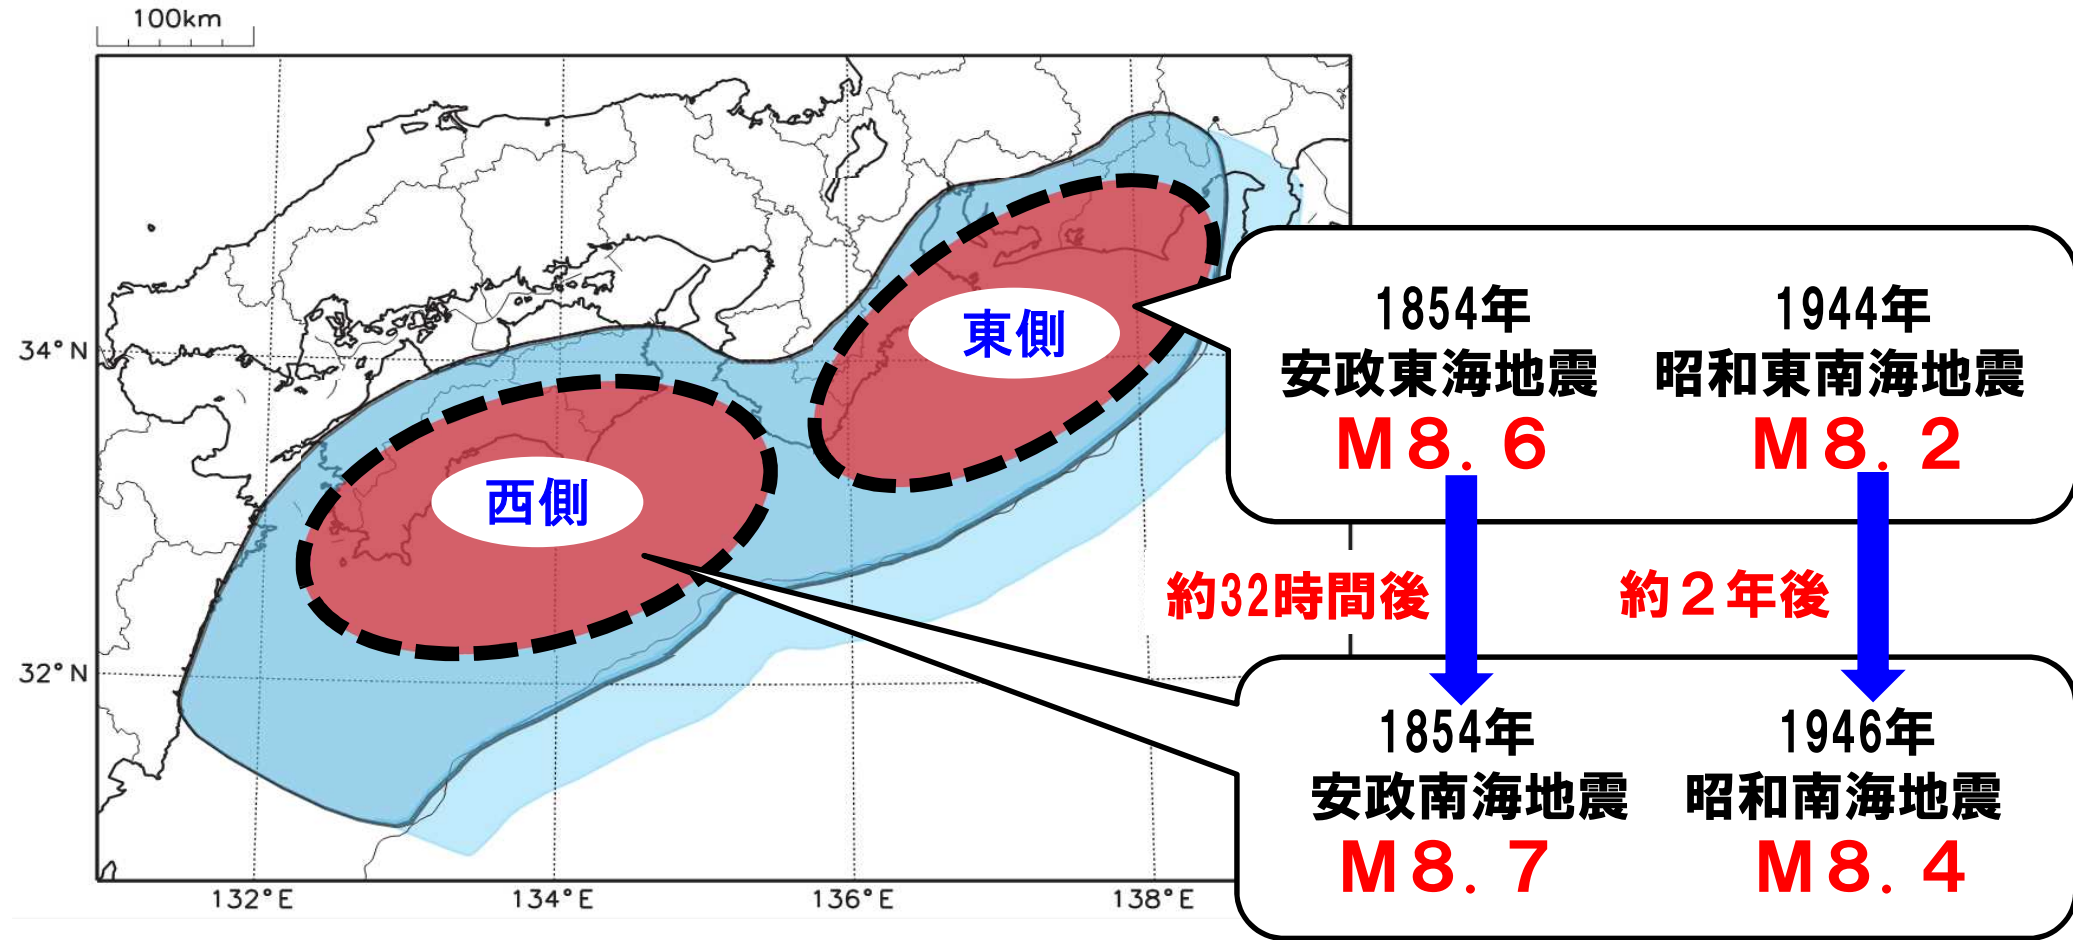 100km
34°N
32°N
132°E
134°E
136°E
138°E
東側
西側
1854年
安政東海地震
M8.6
1944年
昭和東南海地震
M8.2
約32時間後
約2年後
1854年
安政南海地震
M8.7
1946年
昭和南海地震
M8.4